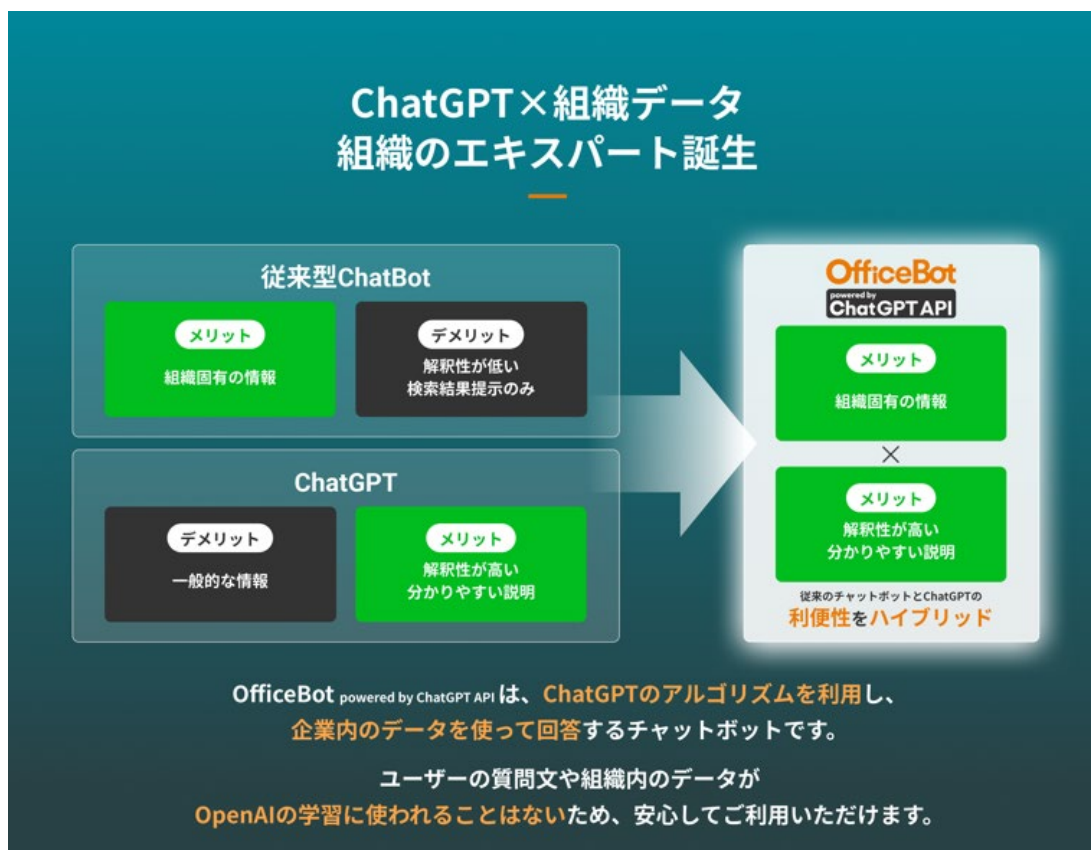 ChatGPT×組織データ
組織のエキスパート誕生
従来型ChatBot
メリット
組織固有の情報
デメリット
解釈性が低い
検索結果提示のみ
ChatGPT
デメリット
一般的な情報
メリット
解釈性が高い
分かりやすい説明
OfficeBot
powered by
ChatGPT API
メリット
組織固有の情報
×
メリット
解釈性が高い
分かりやすい説明
従来のチャットボットとChatGPTの
利便性をハイブリッド
OfficeBot powered by ChatGPT API は、ChatGPTのアルゴリズムを利用し、
企業内のデータを使って回答するチャットボットです。
ユーザーの質問文や組織内のデータが
OpenAIの学習に使われることはないため、安心してご利用いただけます。